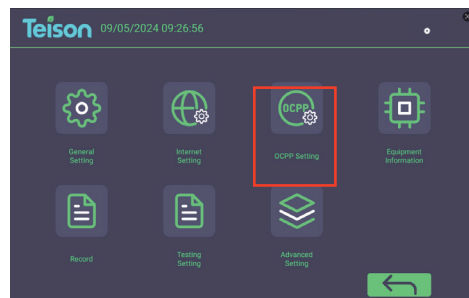 Teison 09/05/2024 09:26:56
OCPP
General
Setting
Internet
Setting
OCPP Setting
Equipment
Information
Record
Testing
Setting
Advanced
Setting